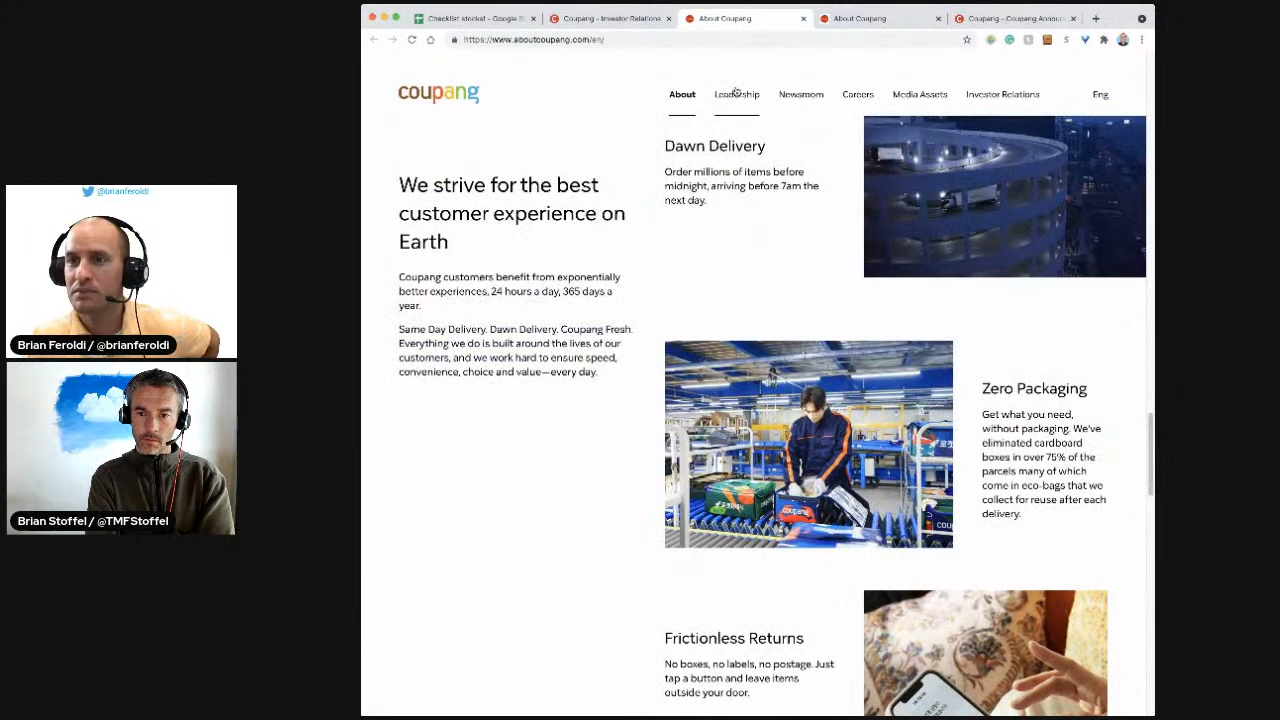 Checklist stocks! - Google S
Coupang - Investor Relations
About Coupang
About Coupang
Coupang - Coupang Announ
https://www.aboutcoupang.com/en/
coupang
About
Leadership
Newsroom
Careers
Media Assets
Investor Relations
Eng
Dawn Delivery
Order millions of items before
midnight, arriving before 7am the
next day.
We strive for the best
customer experience on
Earth
Coupang customers benefit from exponentially
better experiences, 24 hours a day, 365 days a
year.
Same Day Delivery. Dawn Delivery. Coupang Fresh.
Everything we do is built around the lives of our
customers, and we work hard to ensure speed,
convenience, choice and value—every day.
Zero Packaging
Get what you need,
without packaging. We've
eliminated cardboard
boxes in over 75% of the
parcels many of which
come in eco-bags that we
collect for reuse after each
delivery.
coupang
Frictionless Returns
No boxes, no labels, no postage. Just
tap a button and leave items
outside your door.
@brianferoldi
Brian Feroldi / @brianferoldi
Brian Stoffel / @TMFStoffel